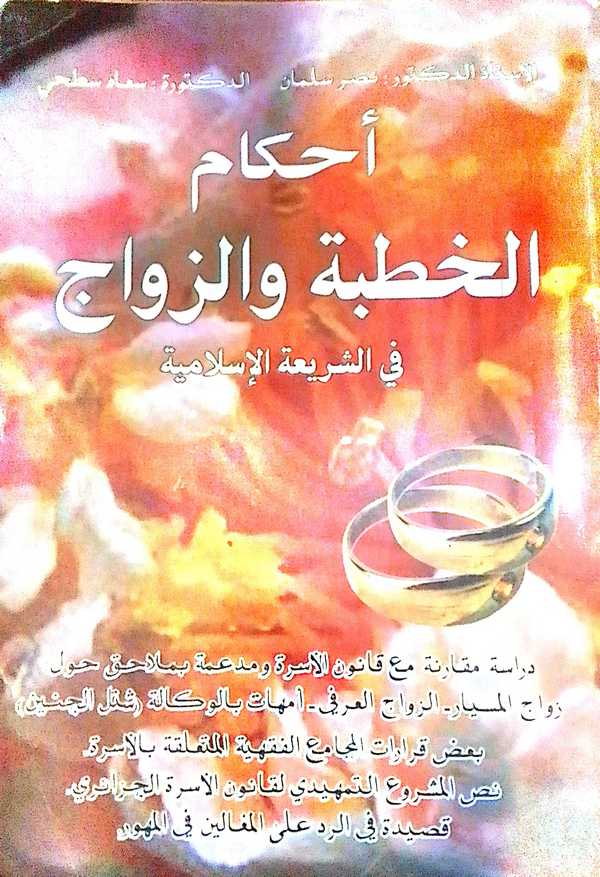 الأستاذ الدكتور: نصر سلمان الدكتورة: سعاد سطحي
أحكام
الخطبة والزواج
في الشريعة الإسلامية
دراسة مقارنة مع قانون الأسرة ومدعمة بملاحق حول
زواج المسيار- الزواج العرفي- أمهات بالوكالة (شتل الجنين)
بعض قرارات المجامع الفقهية المتعلقة بالأسرة.
نص المشروع التمهيدي لقانون الأسرة الجزائري.
قصيدة في الرد على المغالين في المهور